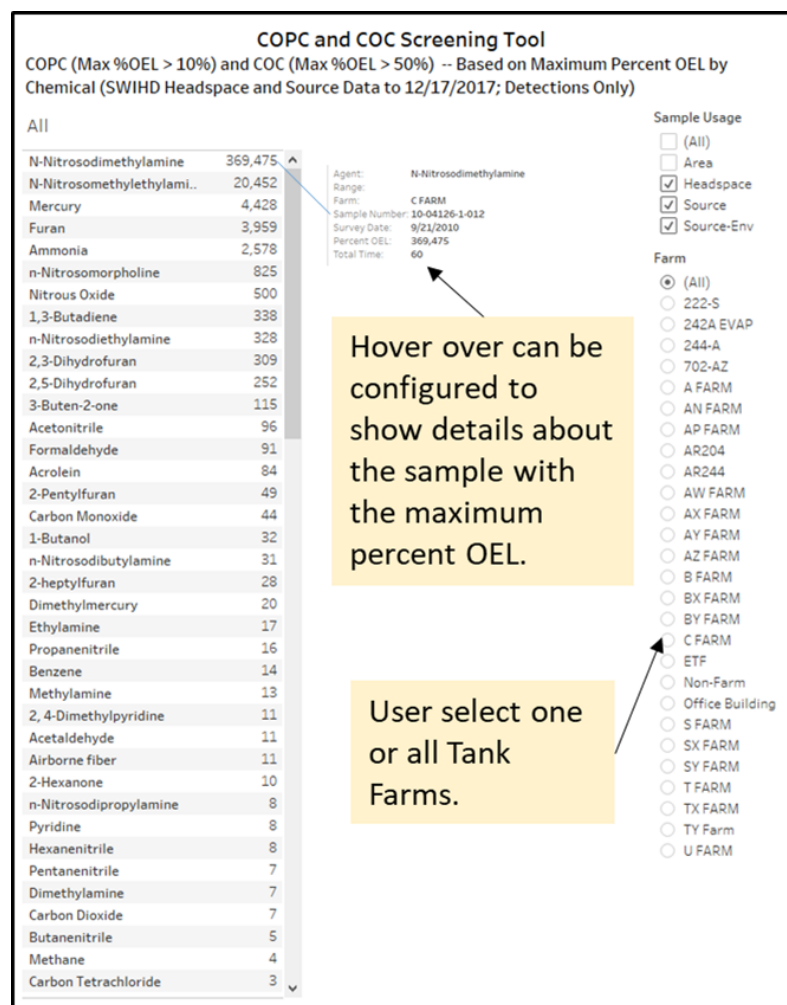 COPC and COC Screening Tool
COPC (Max %OEL > 10%) and COC (Max %OEL > 50%) -- Based on Maximum Percent OEL by
Chemical (SWIHD Headspace and Source Data to 12/17/2017; Detections Only)
All
N-Nitrosodimethylamine 369,475
N-Nitrosomethylethylami.. 20,452
Mercury 4,428
Furan 3,959
Ammonia 2,578
n-Nitrosomorpholine 825
Nitrous Oxide 500
1,3-Butadiene 338
n-Nitrosodiethylamine 328
2,3-Dihydrofuran 309
2,5-Dihydrofuran 252
3-Buten-2-one 115
Acetonitrile 96
Formaldehyde 91
Acrolein 84
2-Pentylfuran 49
Carbon Monoxide 44
1-Butanol 32
n-Nitrosodibutylamine 31
2-heptylfuran 28
Dimethylmercury 20
Ethylamine 17
Propanenitrile 16
Benzene 14
Methylamine 13
2, 4-Dimethylpyridine 11
Acetaldehyde 11
Airborne fiber 11
2-Hexanone 10
n-Nitrosodipropylamine 8
Pyridine 8
Hexanenitrile 8
Pentanenitrile 7
Dimethylamine 7
Carbon Dioxide 7
Butanenitrile 5
Methane 4
Carbon Tetrachloride 3
Agent: N-Nitrosodimethylamine
Range:
Farm: C FARM
Sample Number: 10-04126-1-012
Survey Date: 9/21/2010
Percent OEL: 369,475
Total Time: 60
Hover over can be
configured to
show details about
the sample with
the maximum
percent OEL.
User select one
or all Tank
Farms.
Sample Usage
(All)
Area
Headspace
Source
Source-Env
Farm
(All)
222-S
242A EVAP
244-A
702-AZ
A FARM
AN FARM
AP FARM
AR204
AR244
AW FARM
AX FARM
AY FARM
AZ FARM
B FARM
BX FARM
BY FARM
C FARM
ETF
Non-Farm
Office Building
S FARM
SX FARM
SY FARM
T FARM
TX FARM
TY Farm
U FARM